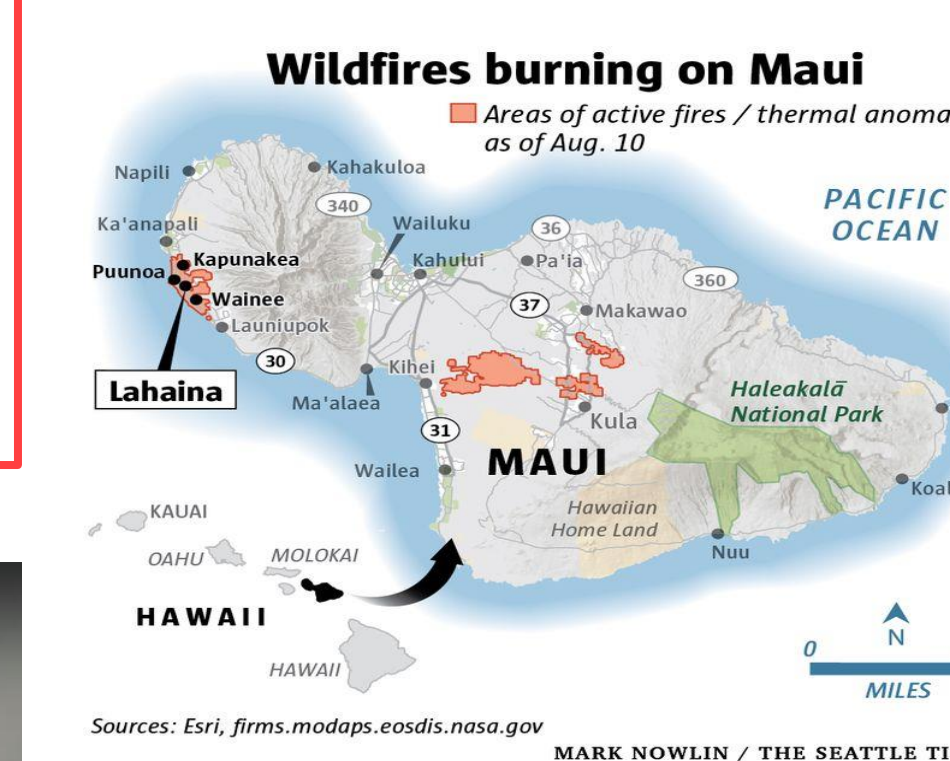 Wildfires burning on Maui
Areas of active fires / thermal anoma
as of Aug. 10
Napili
Kahakuloa
340
PACIFIC
OCEAN
Ka'anapali
Wailuku
36
Kapunakea
Kahului
Pa'ia
360
Puunoa
Wainee
37
Makawao
Launiupok
30
Kihei
Lahaina
Ma'alaea
Haleakalā
National Park
31
Kula
Wailea
MAUI
Koal
Hawaiian
Home Land
Nuu
KAUAI
OAHU
MOLOKAI
HAWAII
HAWAII
N
0
MILES
Sources: Esri, firms.modaps.eosdis.nasa.gov
MARK NOWLIN / THE SEATTLE TI